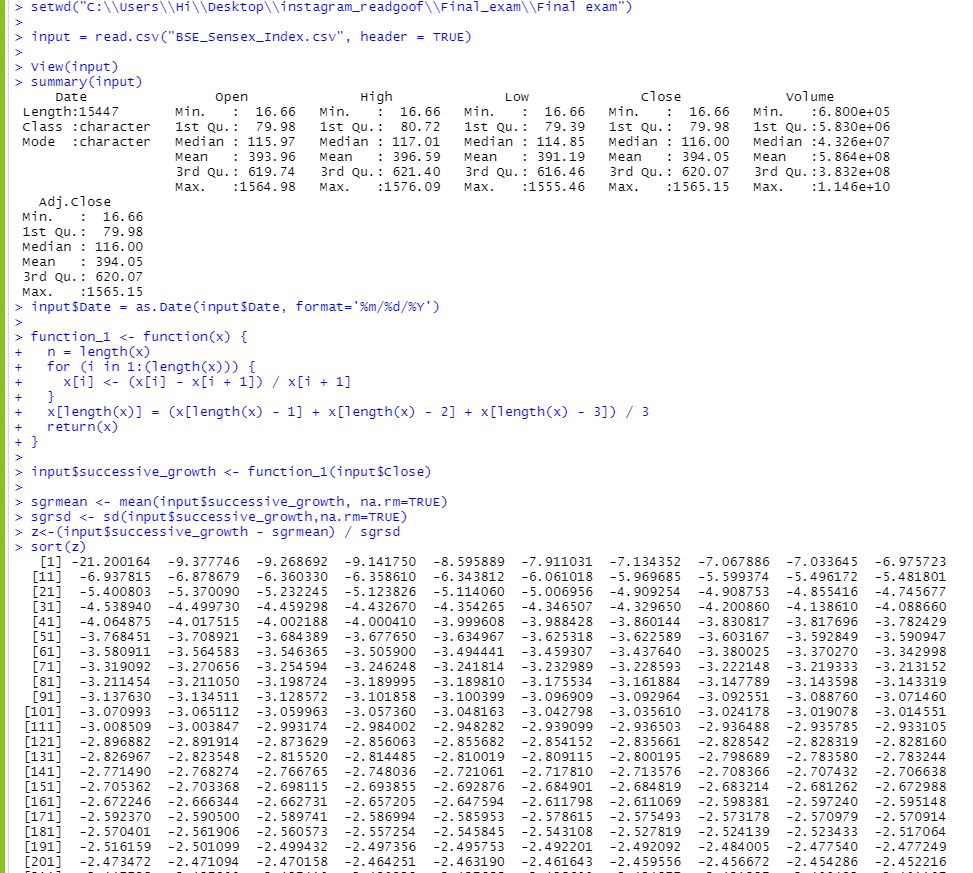 > setwd("C:\\Users\\Hi\\Desktop\\instagram_readgoof\\Final_exam\\Final exam")
>
> input = read.csv("BSE_Sensex_Index.csv", header = TRUE)
>
> View(input)
> summary(input)
Date Open High Low Close Volume
Length:15447 Min. : 16.66 Min. : 16.66 Min. : 16.66 Min. : 16.66 Min. :6.800e+05
Class :character 1st Qu.: 79.98 1st Qu.: 80.72 1st Qu.: 79.39 1st Qu.: 79.98 1st Qu.:5.830e+06
Mode :character Median : 115.97 Median : 117.01 Median : 114.85 Median : 116.00 Median :4.326e+07
Mean : 393.96 Mean : 396.59 Mean : 391.19 Mean : 394.05 Mean :5.864e+08
3rd Qu.: 619.74 3rd Qu.: 621.40 3rd Qu.: 616.46 3rd Qu.: 620.07 3rd Qu.:3.832e+08
Max. :1564.98 Max. :1576.09 Max. :1555.46 Max. :1565.15 Max. :1.146e+10
Adj.Close
Min. : 16.66
1st Qu.: 79.98
Median : 116.00
Mean : 394.05
3rd Qu.: 620.07
Max. :1565.15
> input$Date = as.Date(input$Date, format='%m/%d/%Y')
>
> function_1 <- function(x) {
+ n = length(x)
+ for (i in 1:(length(x))) {
+ x[i] <- (x[i] - x[i + 1]) / x[i + 1]
+ }
+ x[length(x)] = (x[length(x) - 1] + x[length(x) - 2] + x[length(x) - 3]) / 3
+ return(x)
+ }
>
> input$successive_growth <- function_1(input$Close)
>
> sgrmean <- mean(input$successive_growth, na.rm=TRUE)
> sgrsd <- sd(input$successive_growth,na.rm=TRUE)
> z<-(input$successive_growth - sgrmean) / sgrsd
> sort(z)
[1] -21.200164 -9.377746 -9.268692 -9.141750 -8.595889 -7.911031 -7.134352 -7.067886 -7.033645 -6.975723
[11] -6.937815 -6.878679 -6.360330 -6.358610 -6.343812 -6.061018 -5.969685 -5.599374 -5.496172 -5.481801
[21] -5.400803 -5.370090 -5.232245 -5.123826 -5.114060 -5.006956 -4.909254 -4.908753 -4.855416 -4.745677
[31] -4.538940 -4.499730 -4.459298 -4.432670 -4.354265 -4.346507 -4.329650 -4.200860 -4.138610 -4.088660
[41] -4.064875 -4.017515 -4.002188 -4.000410 -3.999608 -3.988428 -3.860144 -3.830817 -3.817696 -3.782429
[51] -3.768451 -3.708921 -3.684389 -3.677650 -3.634967 -3.625318 -3.622589 -3.603167 -3.592849 -3.590947
[61] -3.580911 -3.564583 -3.546365 -3.505900 -3.494441 -3.459307 -3.437640 -3.380025 -3.370270 -3.342998
[71] -3.319092 -3.270656 -3.254594 -3.246248 -3.241814 -3.232989 -3.228593 -3.222148 -3.219333 -3.213152
[81] -3.211454 -3.211050 -3.198724 -3.189995 -3.189810 -3.175534 -3.161884 -3.147789 -3.143598 -3.143319
[91] -3.137630 -3.134511 -3.128572 -3.101858 -3.100399 -3.096909 -3.092964 -3.092551 -3.088760 -3.071460
[101] -3.070993 -3.065112 -3.059963 -3.057360 -3.048163 -3.042798 -3.035610 -3.024178 -3.019078 -3.014551
[111] -3.008509 -3.003847 -2.993174 -2.984002 -2.948282 -2.939099 -2.936503 -2.936488 -2.935785 -2.933105
[121] -2.896882 -2.891914 -2.873629 -2.856063 -2.855682 -2.854152 -2.835661 -2.828542 -2.828319 -2.828160
[131] -2.826967 -2.823548 -2.815520 -2.814485 -2.810019 -2.809115 -2.800195 -2.798689 -2.783580 -2.783244
[141] -2.771490 -2.768274 -2.766765 -2.748036 -2.721061 -2.717810 -2.713576 -2.708366 -2.707432 -2.706638
[151] -2.705362 -2.703368 -2.698115 -2.693855 -2.692876 -2.684901 -2.684819 -2.683214 -2.681262 -2.672988
[161] -2.672246 -2.666344 -2.662731 -2.657205 -2.647594 -2.611798 -2.611069 -2.598381 -2.597240 -2.595148
[171] -2.592370 -2.590500 -2.589741 -2.586994 -2.585953 -2.578615 -2.575493 -2.573178 -2.570979 -2.570914
[181] -2.570401 -2.561906 -2.560573 -2.557254 -2.545845 -2.543108 -2.527819 -2.524139 -2.523433 -2.517064
[191] -2.516159 -2.501099 -2.499432 -2.497356 -2.495753 -2.492201 -2.492092 -2.484005 -2.477540 -2.477249
[201] -2.473472 -2.471094 -2.470158 -2.464251 -2.463190 -2.461643 -2.459556 -2.456672 -2.454286 -2.452216